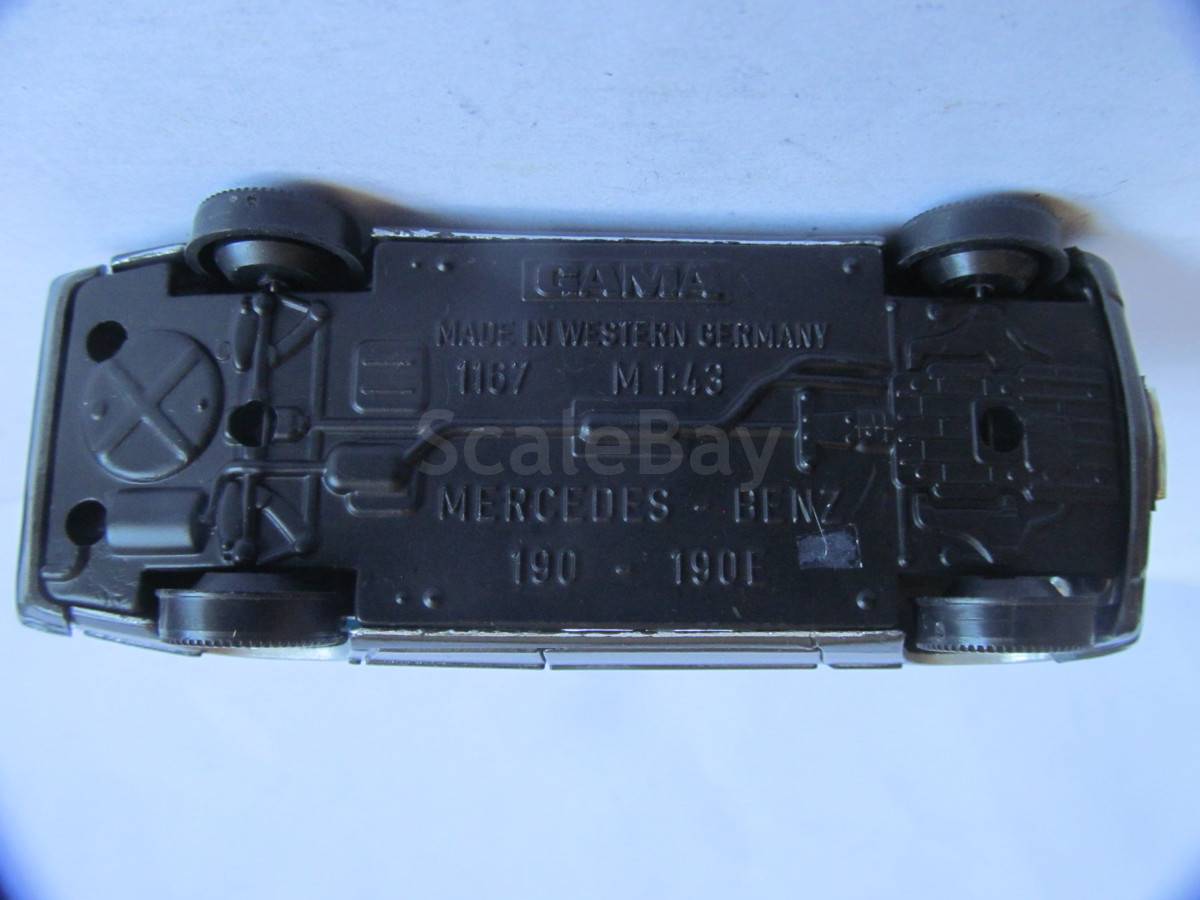 GAMA
MADE IN WESTERN GERMANY
1167 M 1:43
ScaleBay
MERCEDES - BENZ
190 - 190E